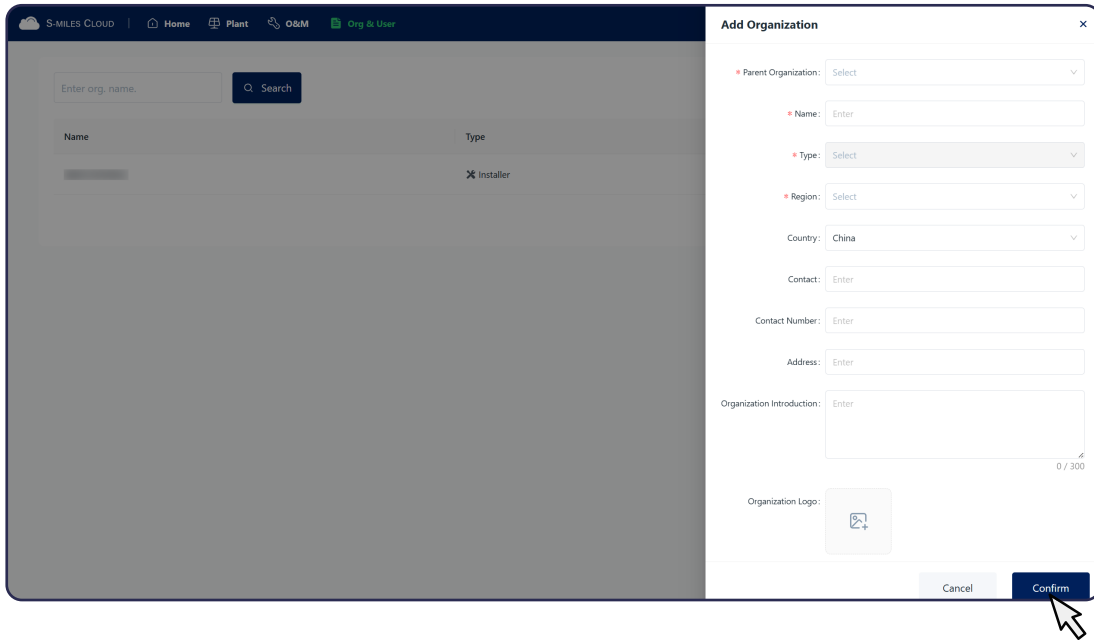 S-MILES CLOUD | Home Plant O&M Org & User
Enter org. name. Search
Name Type
Installer
Add Organization
* Parent Organization: Select
* Name: Enter
* Type: Select
* Region: Select
Country: China
Contact: Enter
Contact Number: Enter
Address: Enter
Organization Introduction: Enter
0 / 300
Organization Logo:
Cancel Confirm